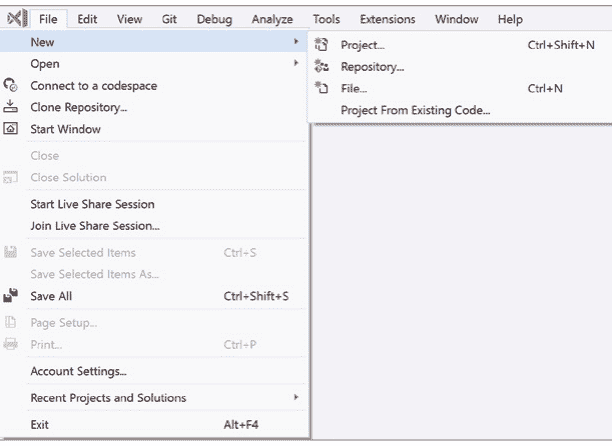 File Edit View Git Debug Analyze Tools Extensions Window Help
New
Project... Ctrl+Shift+N
Open
Repository...
Connect to a codespace
File... Ctrl+N
Clone Repository...
Project From Existing Code...
Start Window
Close
Close Solution
Start Live Share Session
Join Live Share Session...
Save Selected Items Ctrl+S
Save Selected Items As...
Save All Ctrl+Shift+S
Page Setup...
Print... Ctrl+P
Account Settings...
Recent Projects and Solutions
Exit Alt+F4